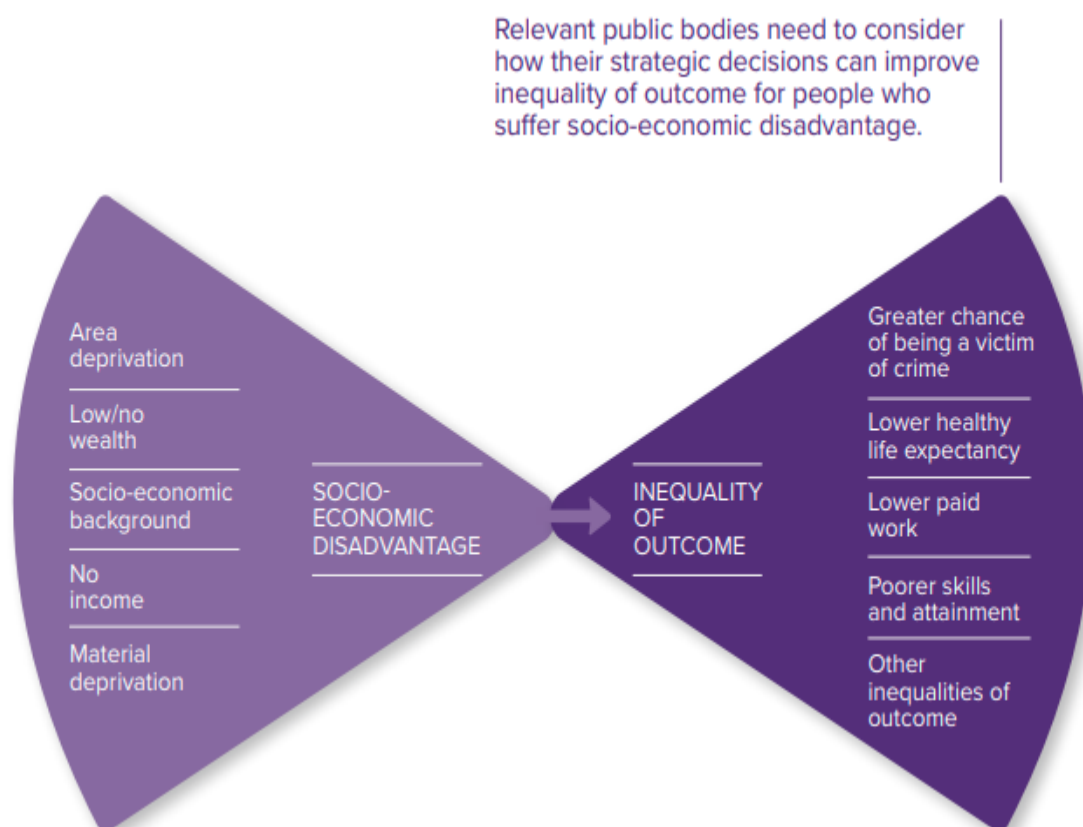 Relevant public bodies need to consider
how their strategic decisions can improve
inequality of outcome for people who
suffer socio-economic disadvantage.
Area
deprivation
Low/no
wealth
Socio-economic
background
No
income
Material
deprivation
SOCIO-
ECONOMIC
DISADVANTAGE
INEQUALITY
OF
OUTCOME
Greater chance
of being a victim
of crime
Lower healthy
life expectancy
Lower paid
work
Poorer skills
and attainment
Other
inequalities of
outcome